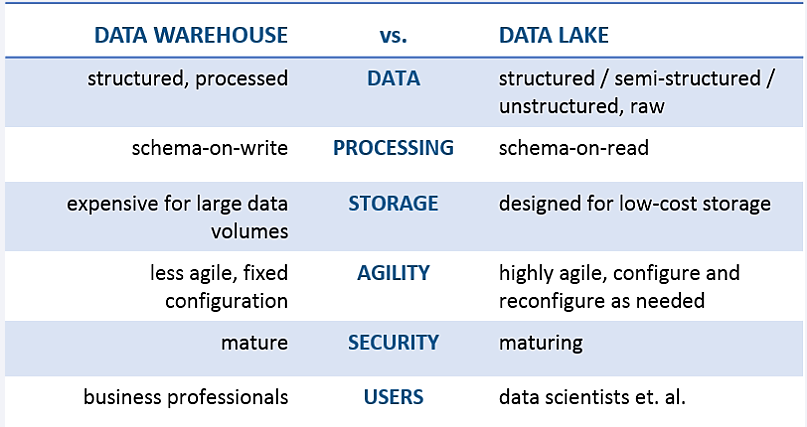 DATA WAREHOUSE vs. DATA LAKE
structured, processed DATA structured / semi-structured /
unstructured, raw
schema-on-write PROCESSING schema-on-read
expensive for large data STORAGE designed for low-cost storage
volumes
less agile, fixed AGILITY highly agile, configure and
configuration reconfigure as needed
mature SECURITY maturing
business professionals USERS data scientists et. al.